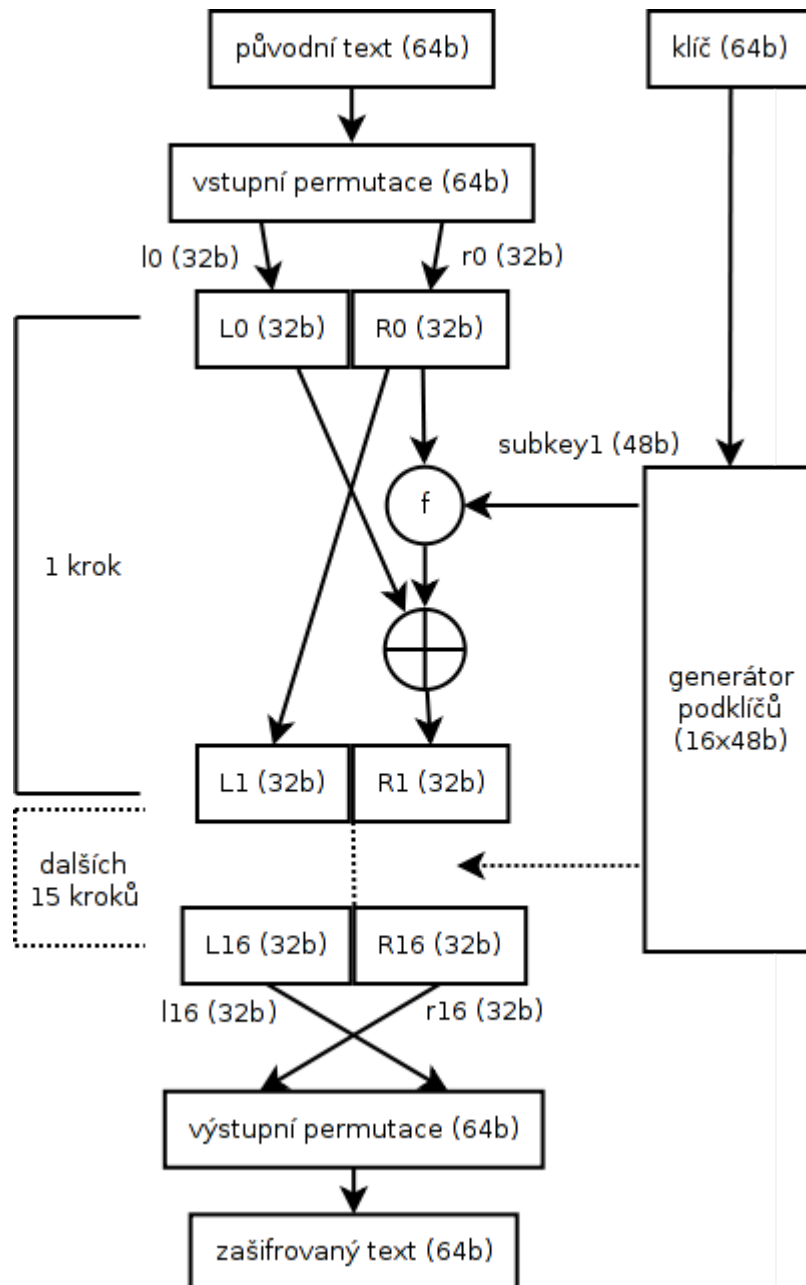 původní text (64b)
klíč (64b)
vstupní permutace (64b)
l0 (32b)
r0 (32b)
L0 (32b)
R0 (32b)
subkey1 (48b)
f
1 krok
generátor
podklíčů
(16x48b)
L1 (32b)
R1 (32b)
dalších
15 kroků
L16 (32b)
R16 (32b)
l16 (32b)
r16 (32b)
výstupní permutace (64b)
zašifrovaný text (64b)